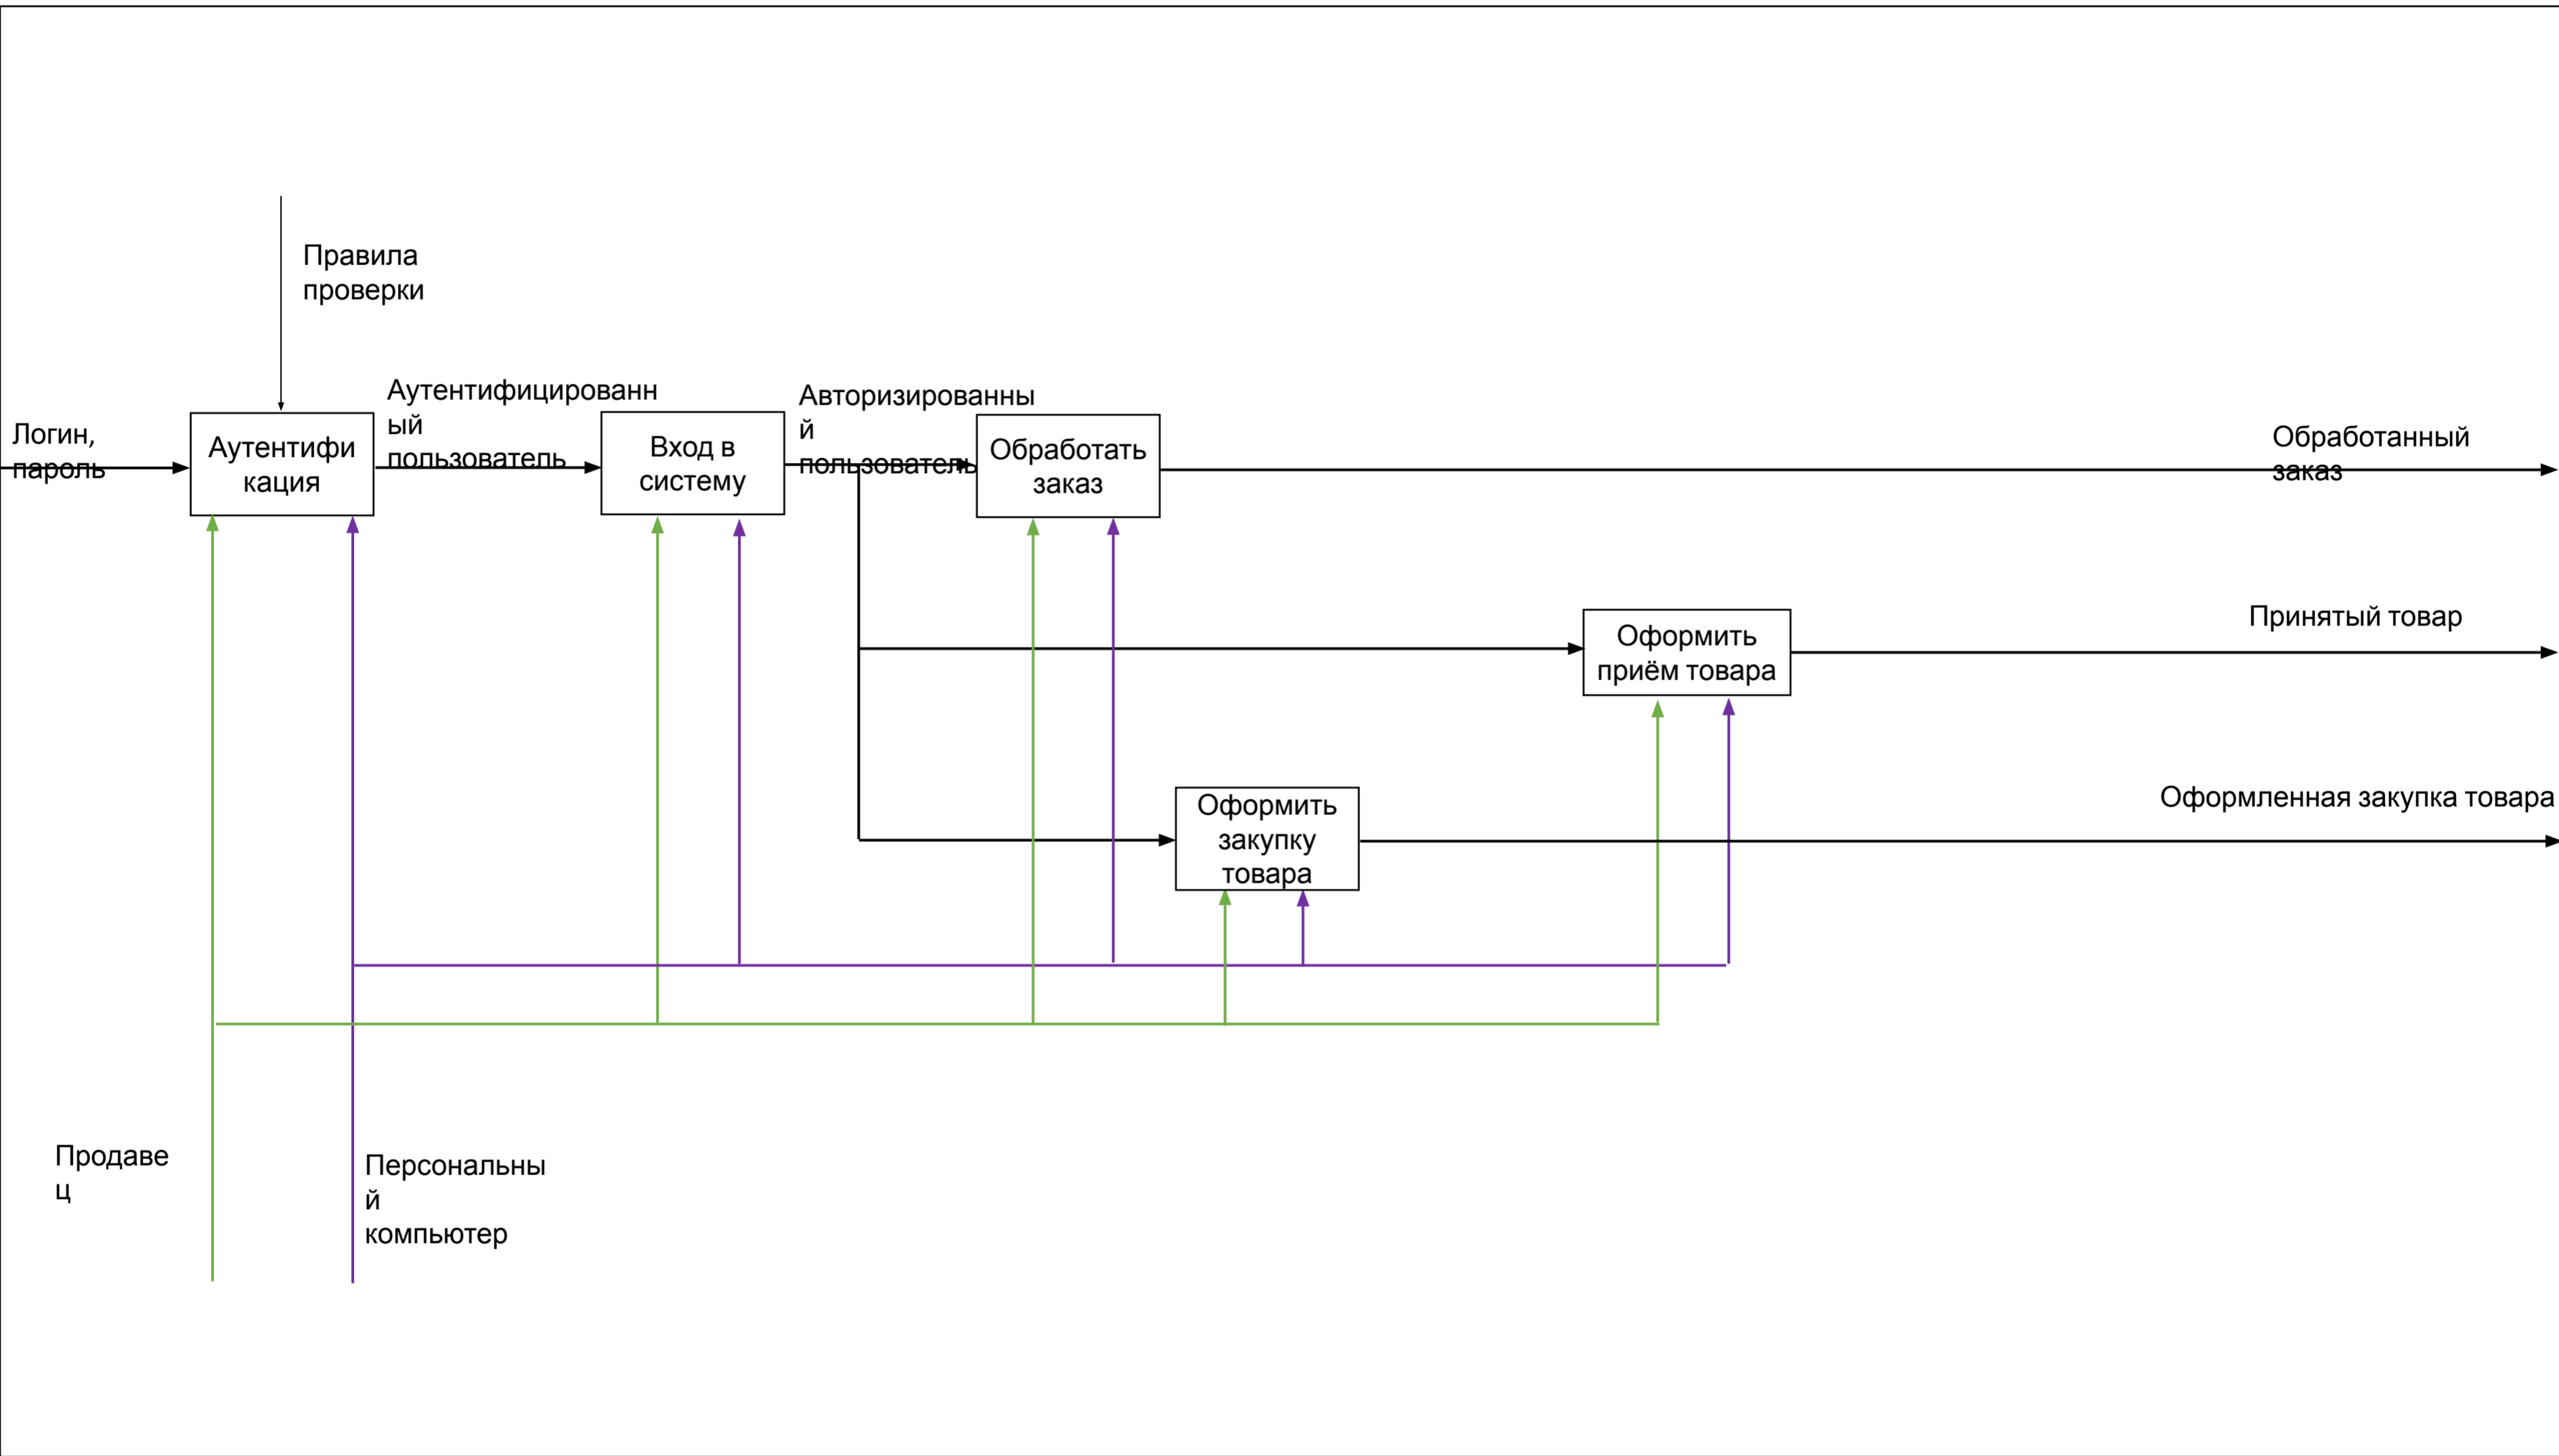 Правила
проверки
Логин,
пароль
Аутентифи
кация
Аутентифицированн
ый
пользователь
Вход в
систему
Авторизированны
й
пользователь
Обработать
заказ
Обработанный
заказ
Оформить
приём товара
Принятый товар
Оформить
закупку
товара
Оформленная закупка товара
Продаве
ц
Персональны
й
компьютер